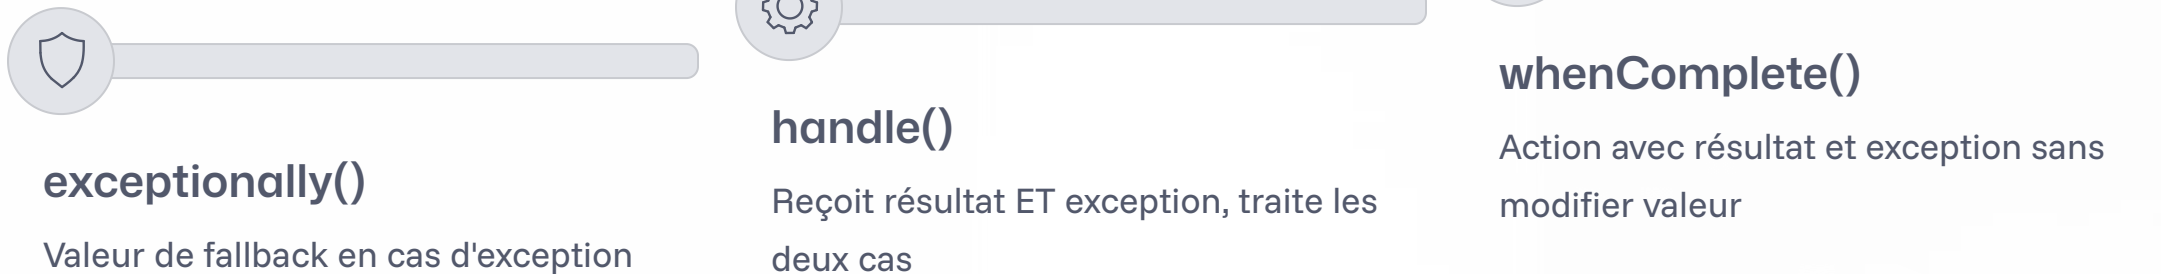 exceptionally()
Valeur de fallback en cas d'exception
handle()
Reçoit résultat ET exception, traite les
deux cas
whenComplete()
Action avec résultat et exception sans
modifier valeur